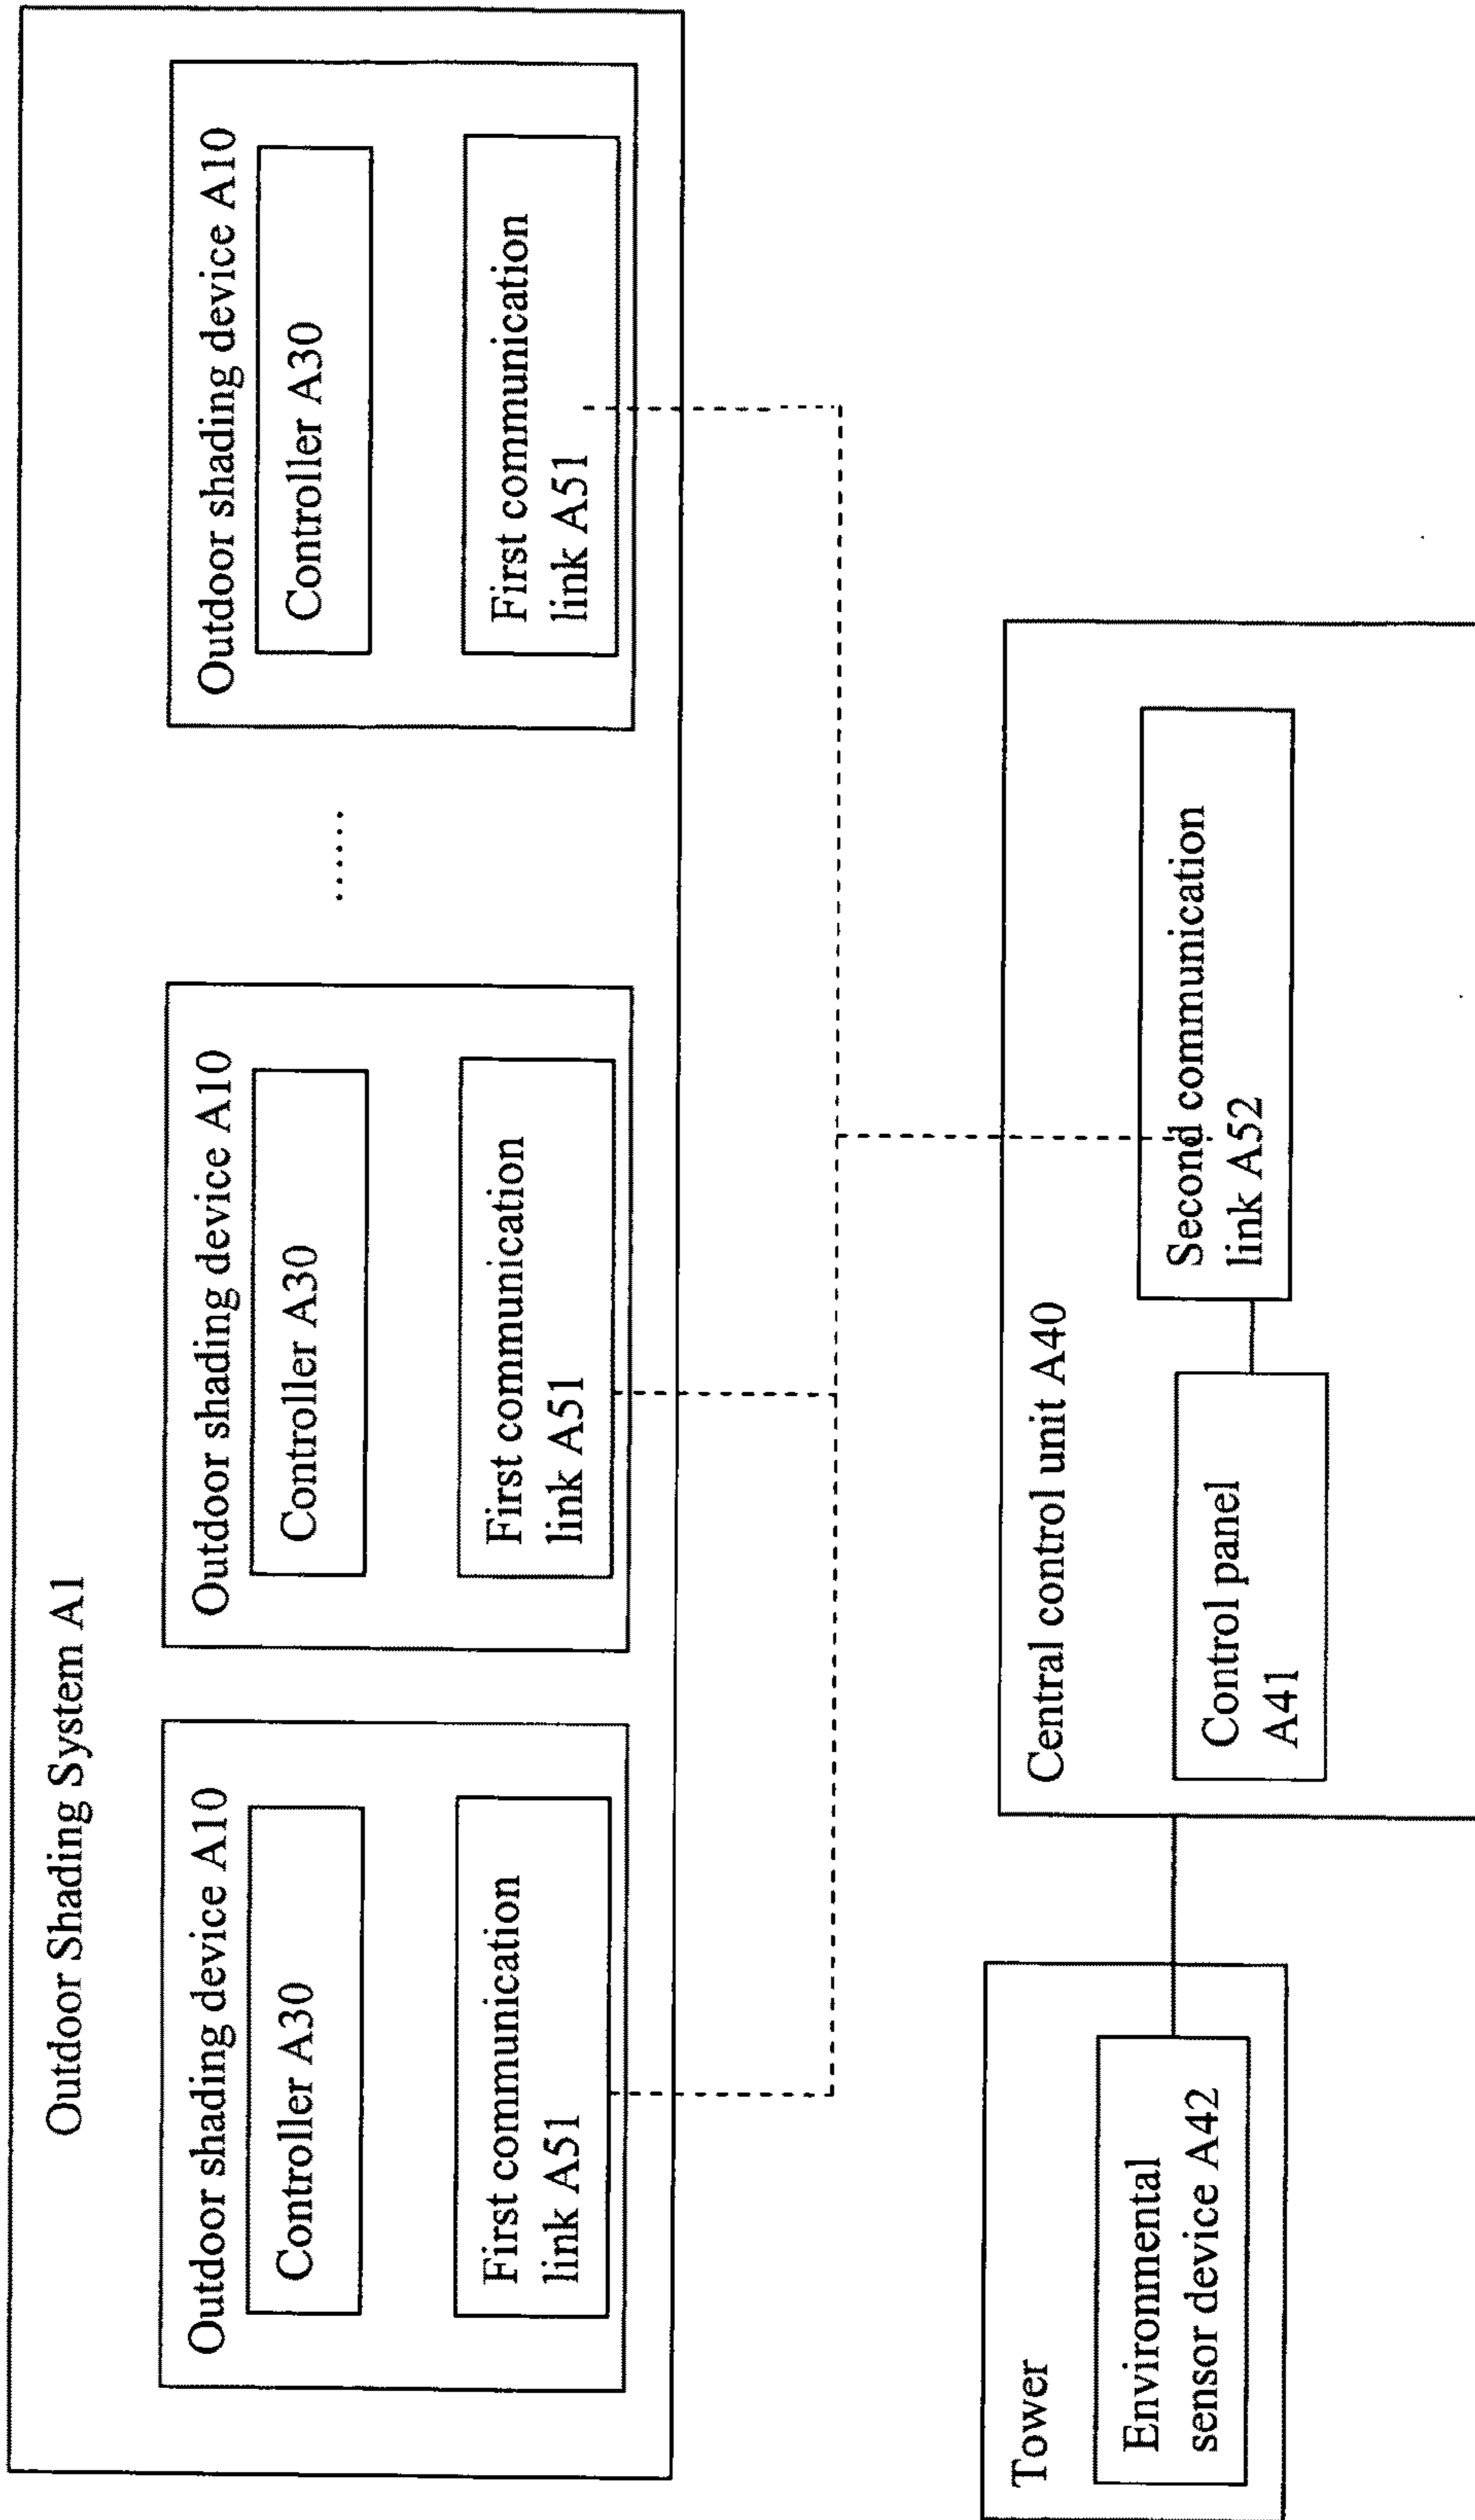 Outdoor Shading System A1
Outdoor shading device A10
Controller A30
First communication
link A51
Outdoor shading device A10
Controller A30
First communication
link A51
......
Outdoor shading device A10
Controller A30
First communication
link A51
Tower
Environmental
sensor device A42
Central control unit A40
Control panel
A41
Second communication
link A52